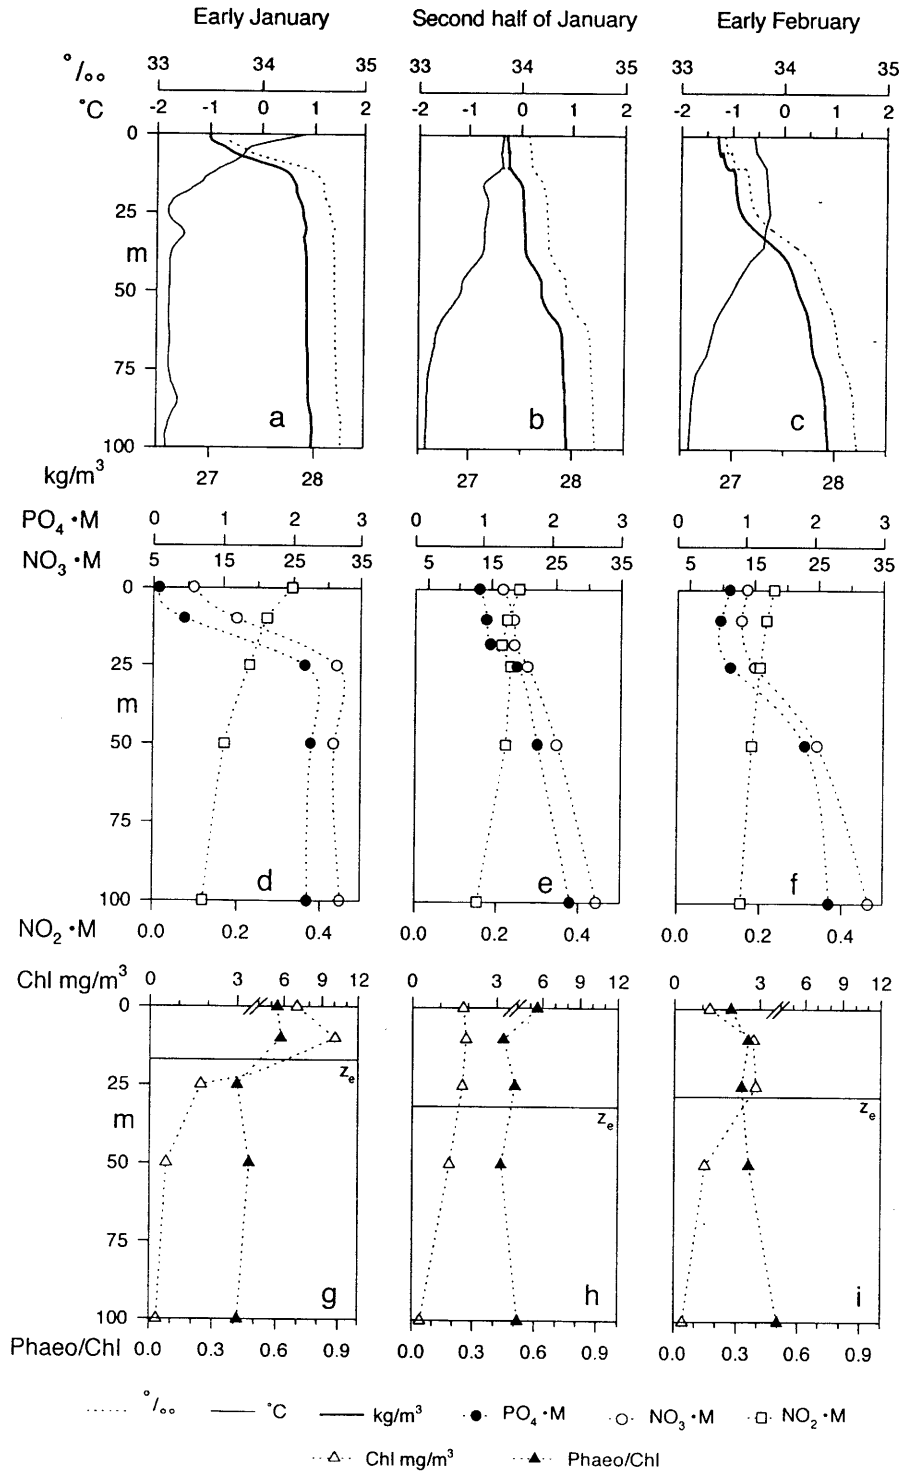 Early January Second half of January Early February
°/₀₀ 33 34 35 33 34 35 33 34 35
°C -2 -1 0 1 2 -2 -1 0 1 2 -2 -1 0 1 2
0
25
m
50
75
100
a b c
kg/m³ 27 28 27 28 27 28
PO₄ •M 0 1 2 3 0 1 2 3 0 1 2 3
NO₃ •M 5 15 25 35 5 15 25 35 5 15 25 35
0
25
m
50
75
100
d e f
NO₂ •M 0.0 0.2 0.4 0.0 0.2 0.4 0.0 0.2 0.4
Chl mg/m³ 0 3 6 9 12 0 3 6 9 12 0 3 6 9 12
0
zₑ zₑ zₑ
25
m
50
75
100
g h i
Phaeo/Chl 0.0 0.3 0.6 0.9 0.0 0.3 0.6 0.9 0.0 0.3 0.6 0.9
°/₀₀ °C kg/m³ PO₄ •M NO₃ •M NO₂ •M
Chl mg/m³ Phaeo/Chl